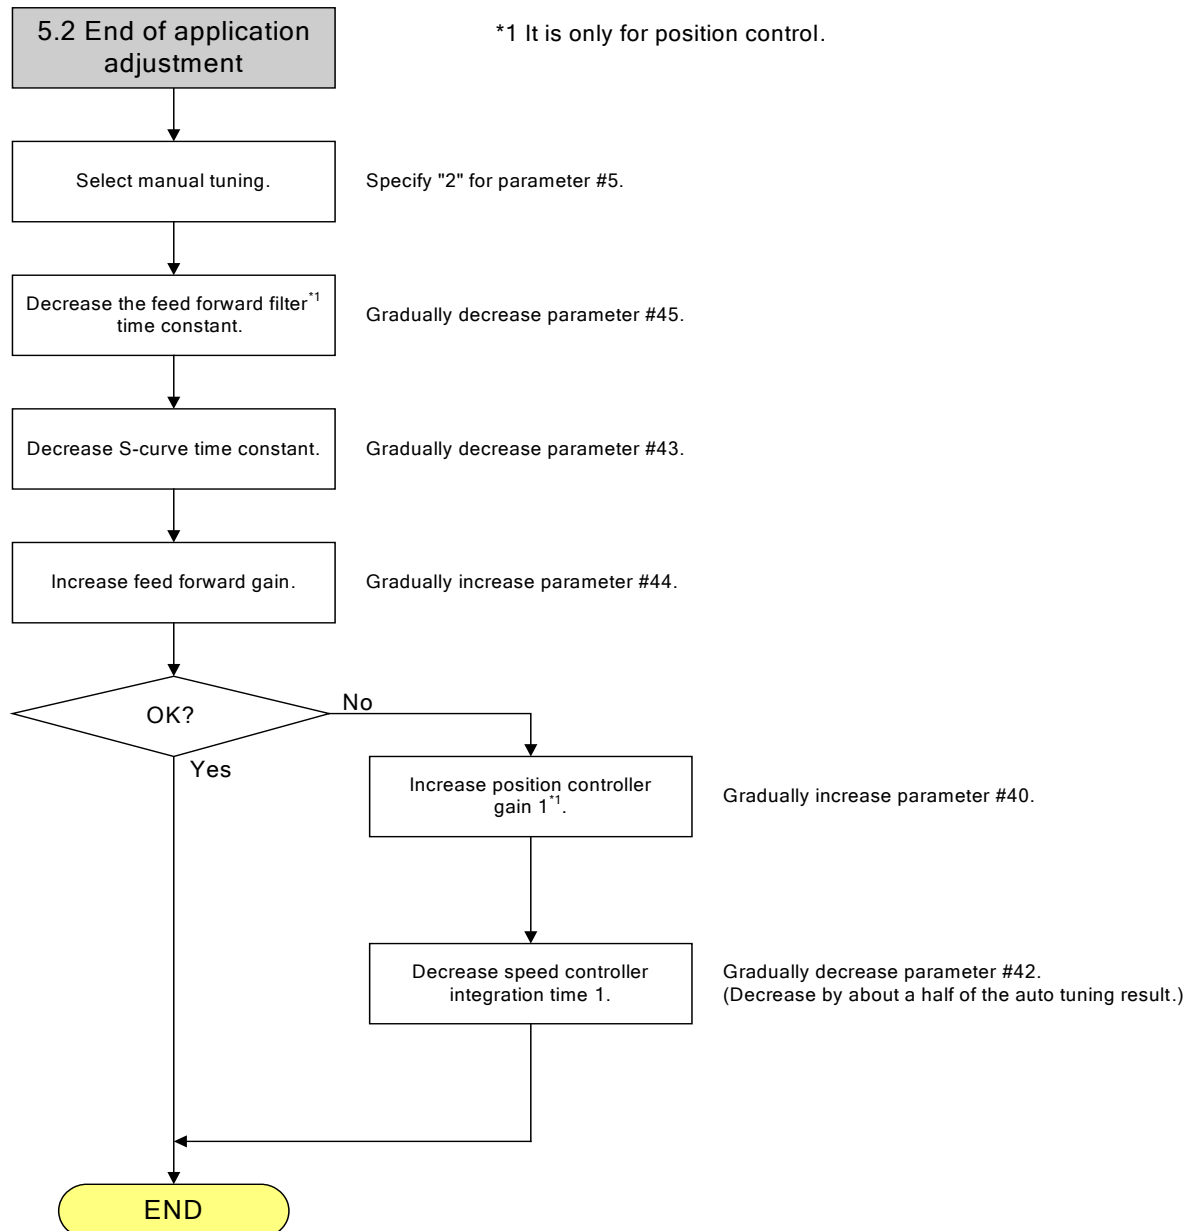 5.2 End of application
adjustment
*1 It is only for position control.
Select manual tuning.
Specify "2" for parameter #5.
Decrease the feed forward filter*1
time constant.
Gradually decrease parameter #45.
Decrease S-curve time constant.
Gradually decrease parameter #43.
Increase feed forward gain.
Gradually increase parameter #44.
OK?
No
Yes
Increase position controller
gain 1*1.
Gradually increase parameter #40.
Decrease speed controller
integration time 1.
Gradually decrease parameter #42.
(Decrease by about a half of the auto tuning result.)
END